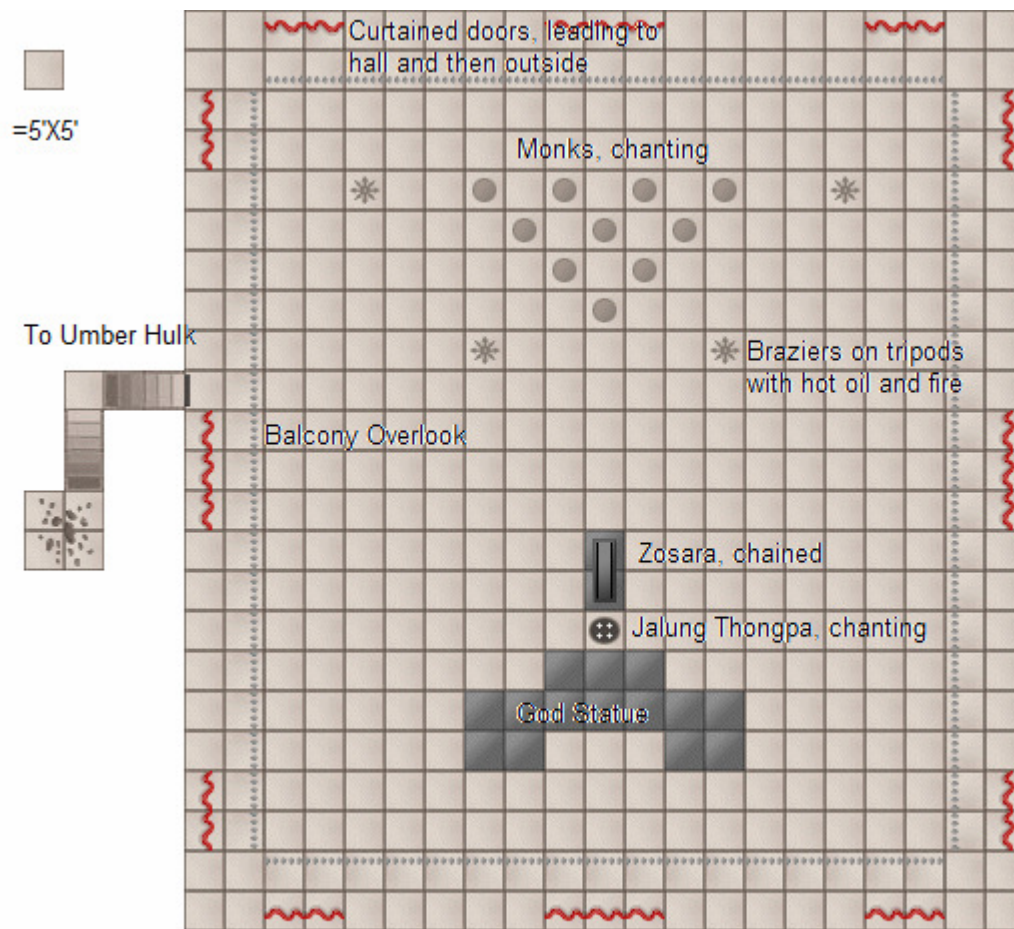 Curtained doors, leading to
hall and then outside
=5'X5'
Monks, chanting
To Umber Hulk
Braziers on tripods
with hot oil and fire
Balcony Overlook
Zosara, chained
Jalung Thongpa, chanting
God Statue